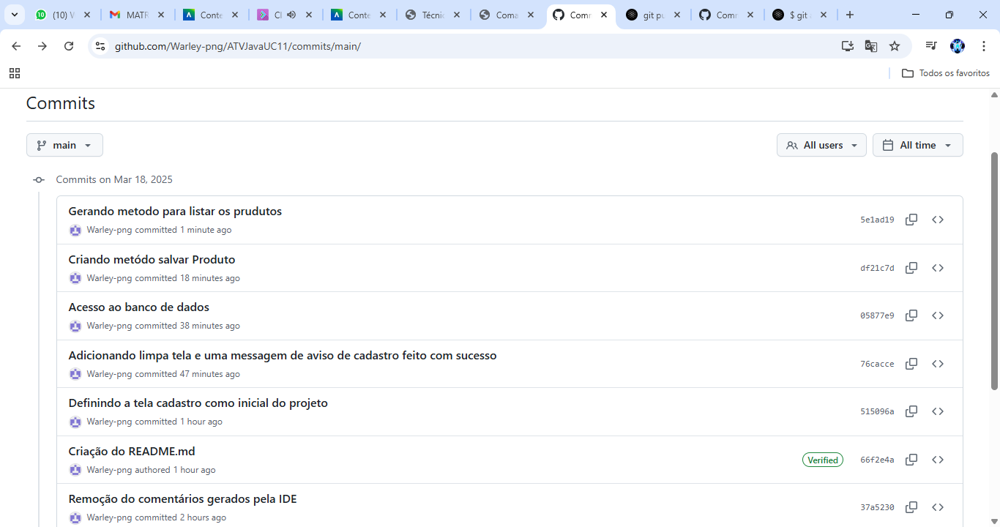 (10) W
MATR
Conte
Cl
Conte
Técnic
Coma
Comm
git pu
Comm
$ git a
github.com/Warley-png/ATVJavaUC11/commits/main/
Todos os favoritos
Commits
main
All users
All time
Commits on Mar 18, 2025
Gerando metodo para listar os prudutos
Warley-png committed 1 minute ago
5e1ad19
Criando metódo salvar Produto
Warley-png committed 18 minutes ago
df21c7d
Acesso ao banco de dados
Warley-png committed 38 minutes ago
05877e9
Adicionando limpa tela e uma messagem de aviso de cadastro feito com sucesso
Warley-png committed 47 minutes ago
76cacce
Definindo a tela cadastro como inicial do projeto
Warley-png committed 1 hour ago
515096a
Criação do README.md
Warley-png authored 1 hour ago
Verified
66f2e4a
Remoção do comentários gerados pela IDE
Warley-png committed 2 hours ago
37a5230